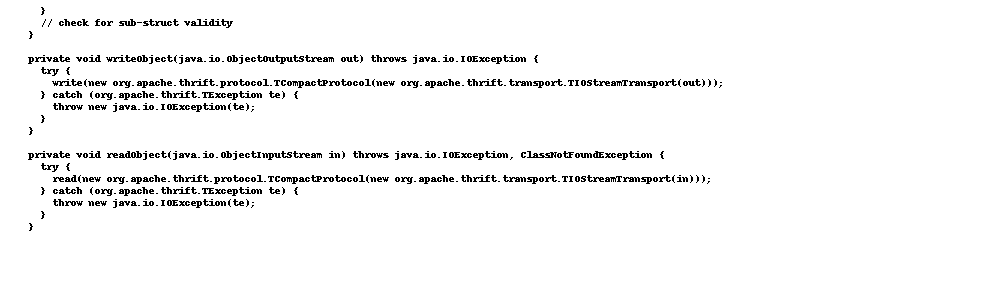 }
    // check for sub-struct validity
  }

  private void writeObject(java.io.ObjectOutputStream out) throws java.io.IOException {
    try {
      write(new org.apache.thrift.protocol.TCompactProtocol(new org.apache.thrift.transport.TIOStreamTransport(out)));
    } catch (org.apache.thrift.TException te) {
      throw new java.io.IOException(te);
    }
  }

  private void readObject(java.io.ObjectInputStream in) throws java.io.IOException, ClassNotFoundException {
    try {
      read(new org.apache.thrift.protocol.TCompactProtocol(new org.apache.thrift.transport.TIOStreamTransport(in)));
    } catch (org.apache.thrift.TException te) {
      throw new java.io.IOException(te);
    }
  }